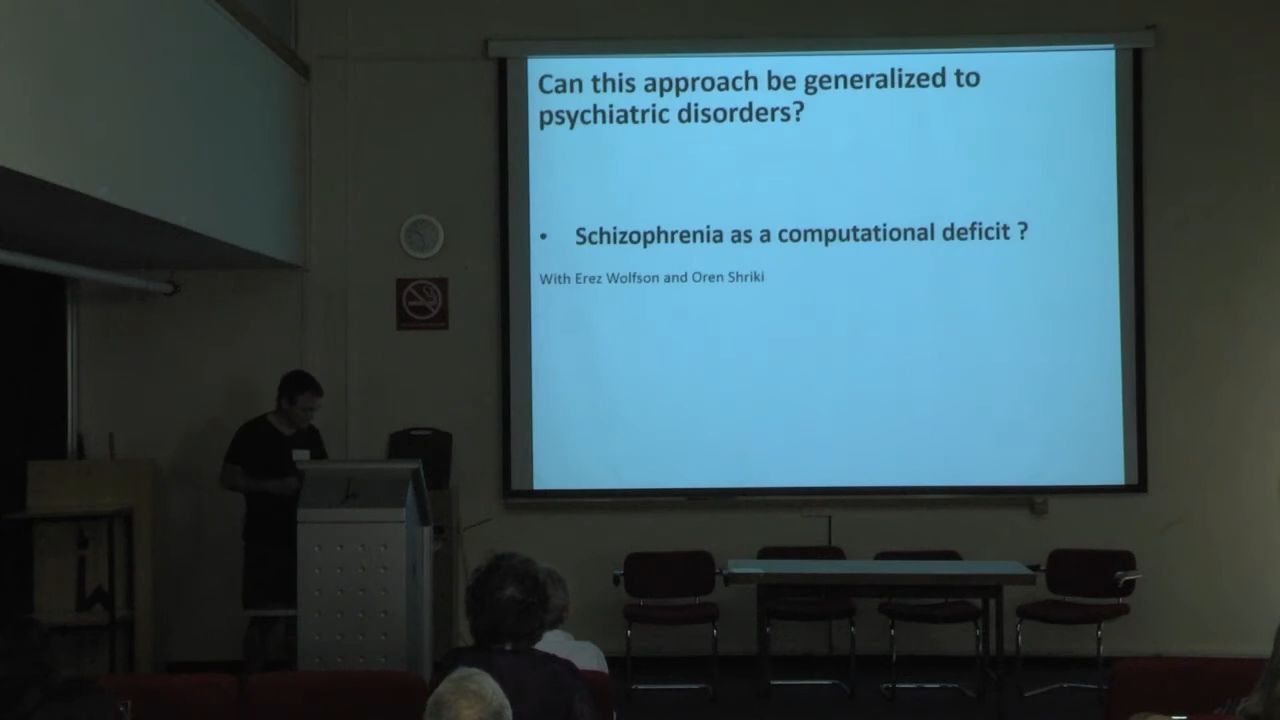 Can this approach be generalized to
psychiatric disorders?
• Schizophrenia as a computational deficit ?
With Erez Wolfson and Oren Shriki